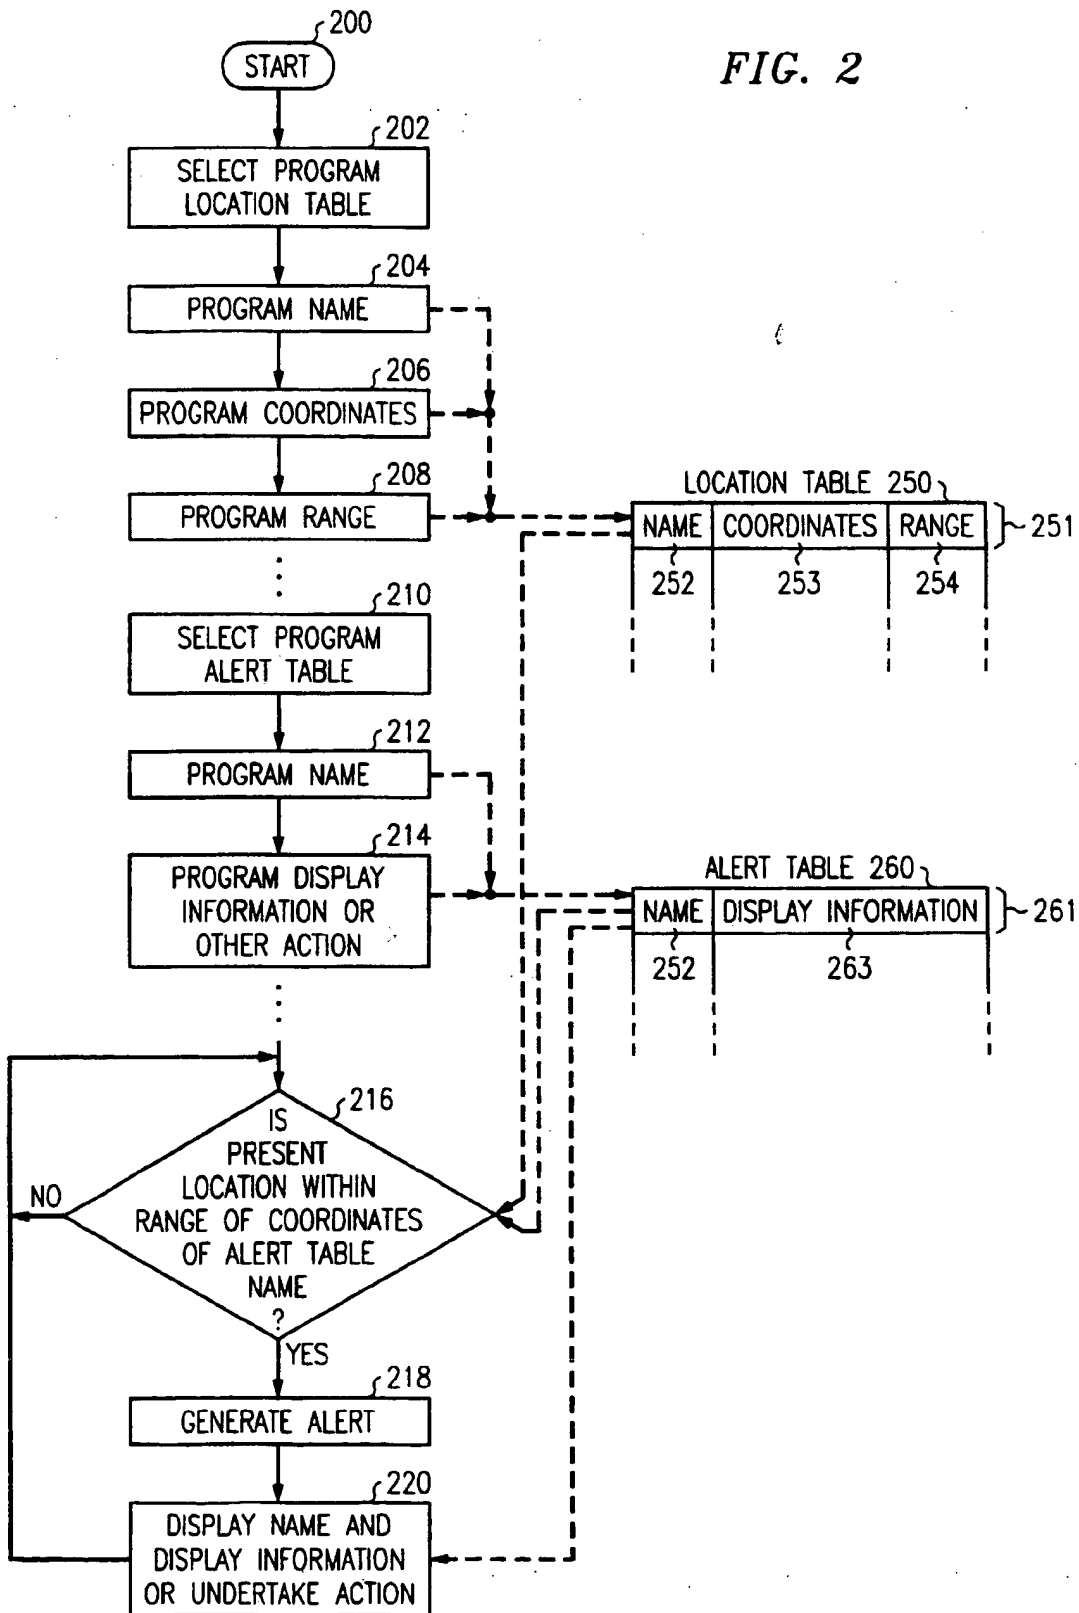 200
START
FIG. 2
202
SELECT PROGRAM
LOCATION TABLE
204
PROGRAM NAME
206
PROGRAM COORDINATES
208
PROGRAM RANGE
LOCATION TABLE 250
NAME COORDINATES RANGE 251
252 253 254
210
SELECT PROGRAM
ALERT TABLE
212
PROGRAM NAME
214
PROGRAM DISPLAY
INFORMATION OR
OTHER ACTION
ALERT TABLE 260
NAME DISPLAY INFORMATION 261
252 263
216
IS
PRESENT
LOCATION WITHIN
RANGE OF COORDINATES
OF ALERT TABLE
NAME
?
NO
YES
218
GENERATE ALERT
220
DISPLAY NAME AND
DISPLAY INFORMATION
OR UNDERTAKE ACTION